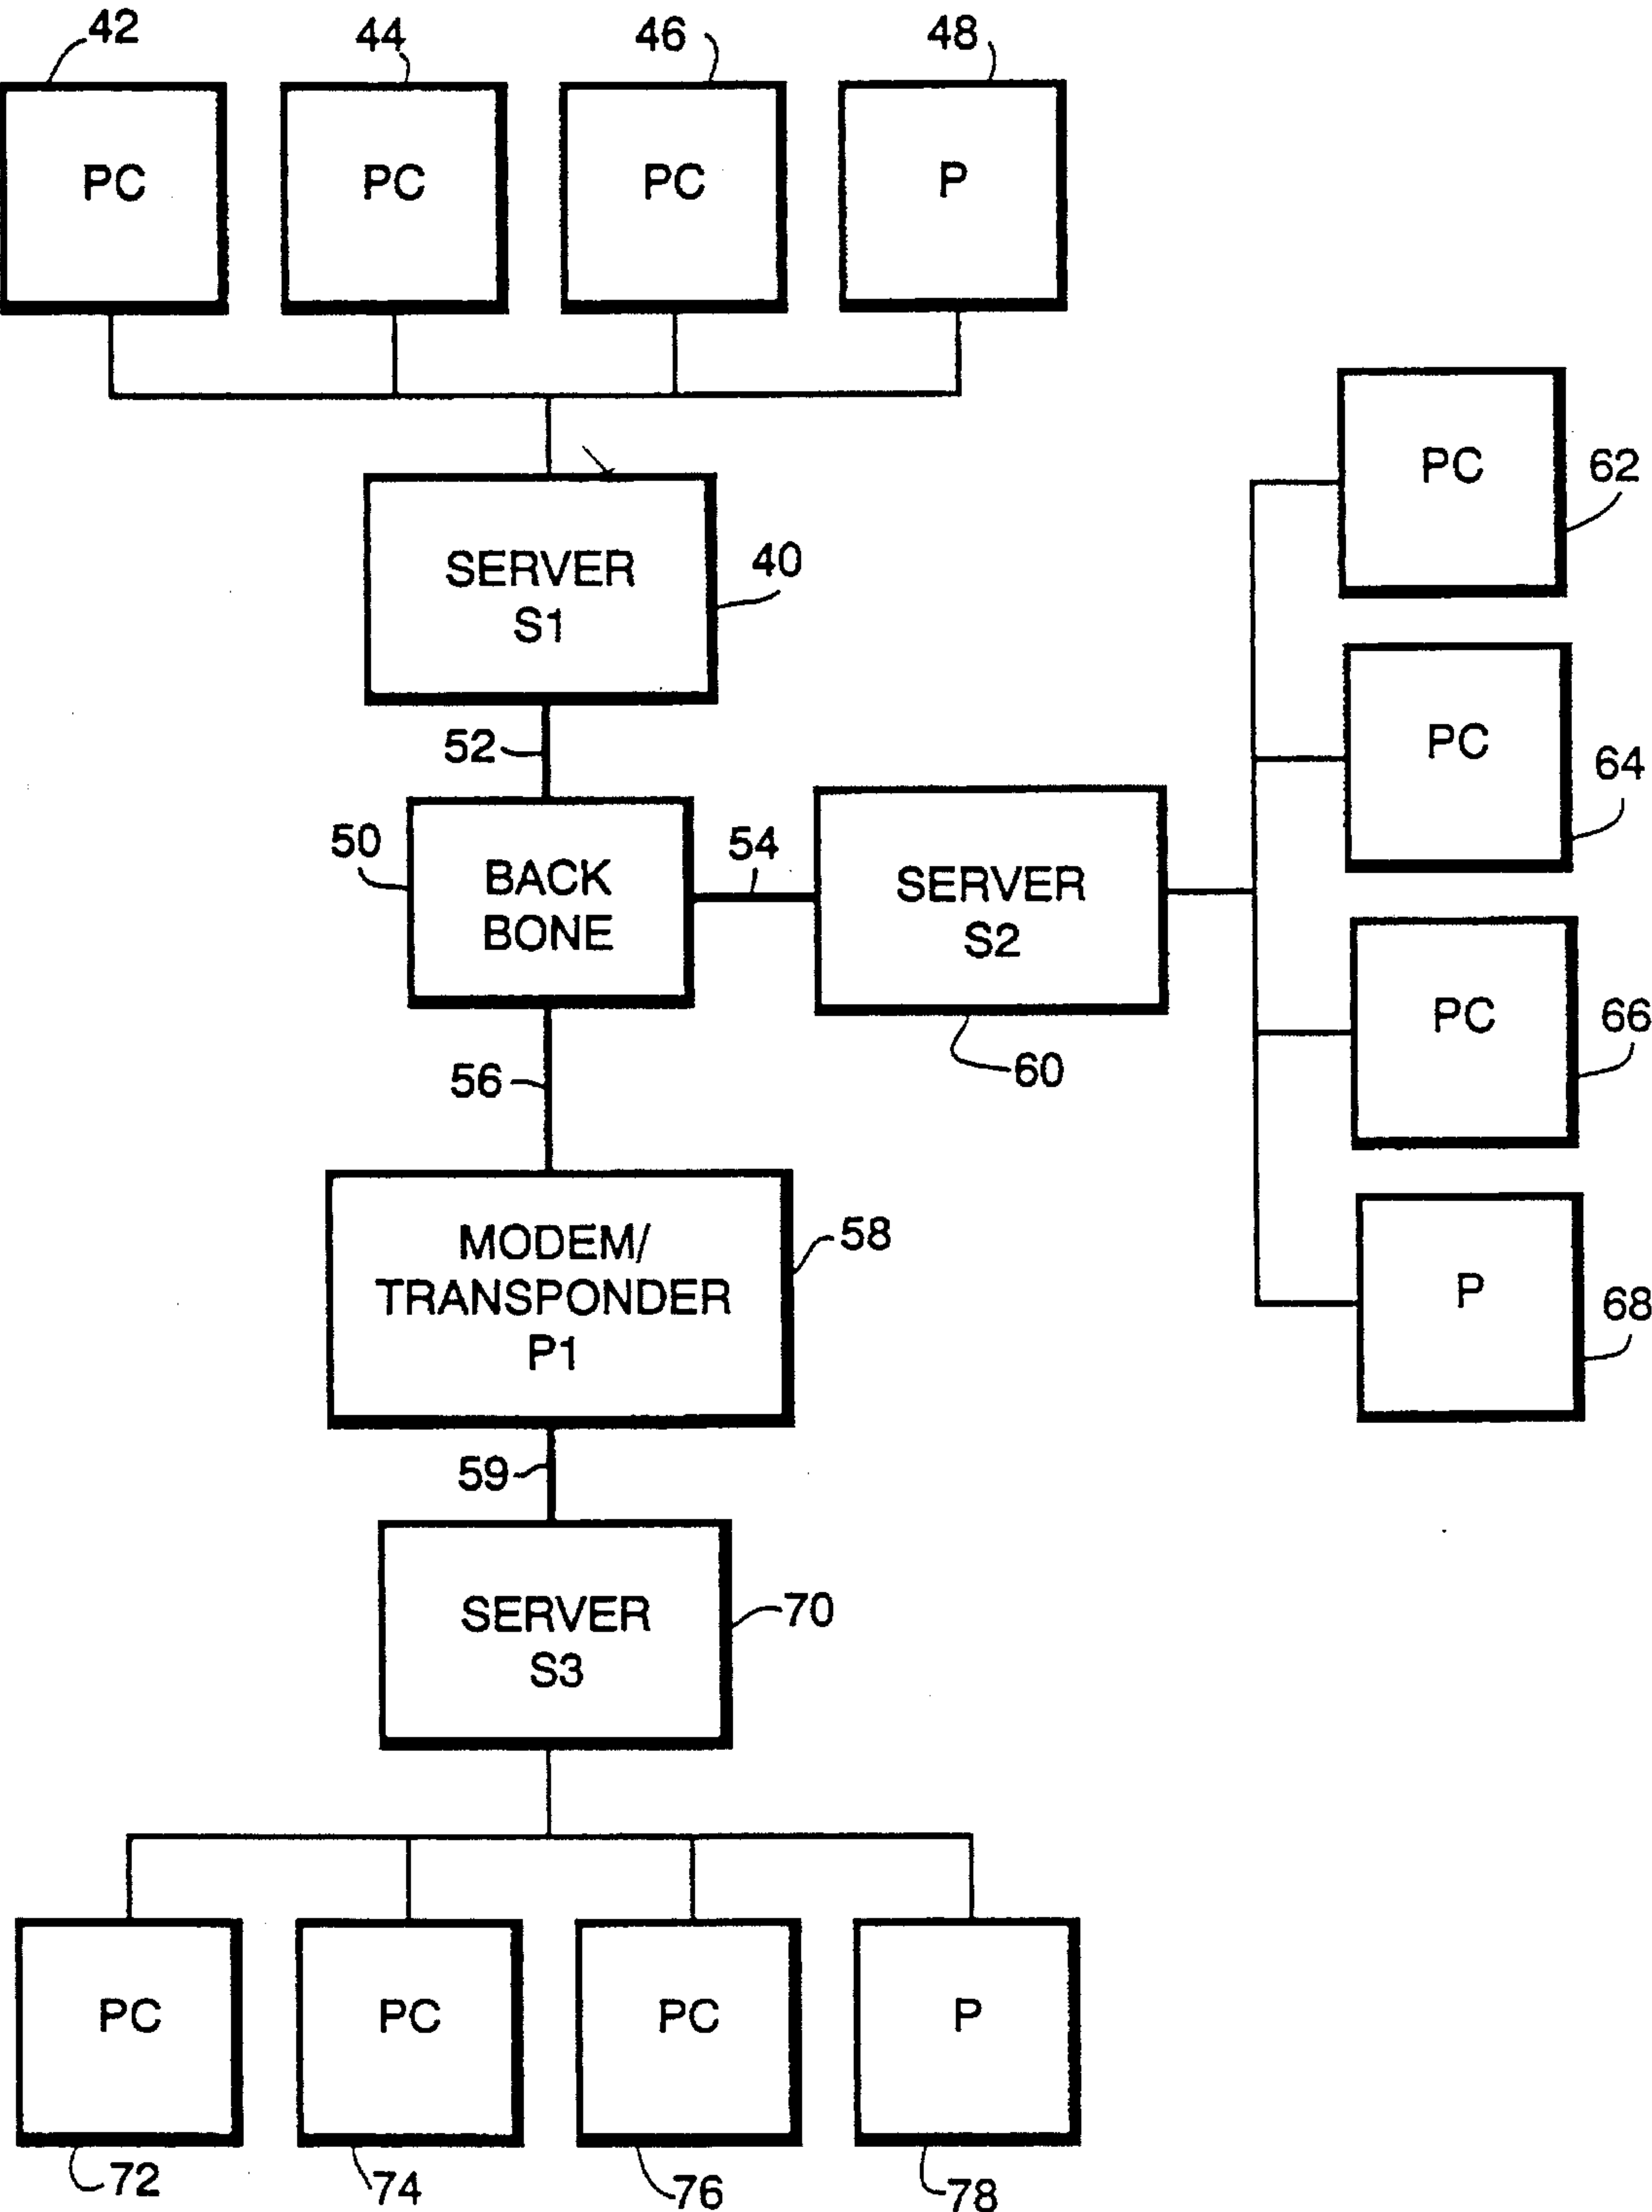 42
44
46
48
PC
PC
PC
P
PC
62
SERVER
S1
40
PC
64
52
50
BACK
BONE
54
SERVER
S2
PC
66
60
56
MODEM/
TRANSPONDER
P1
58
P
68
59
SERVER
S3
70
PC
PC
PC
P
72
74
76
78